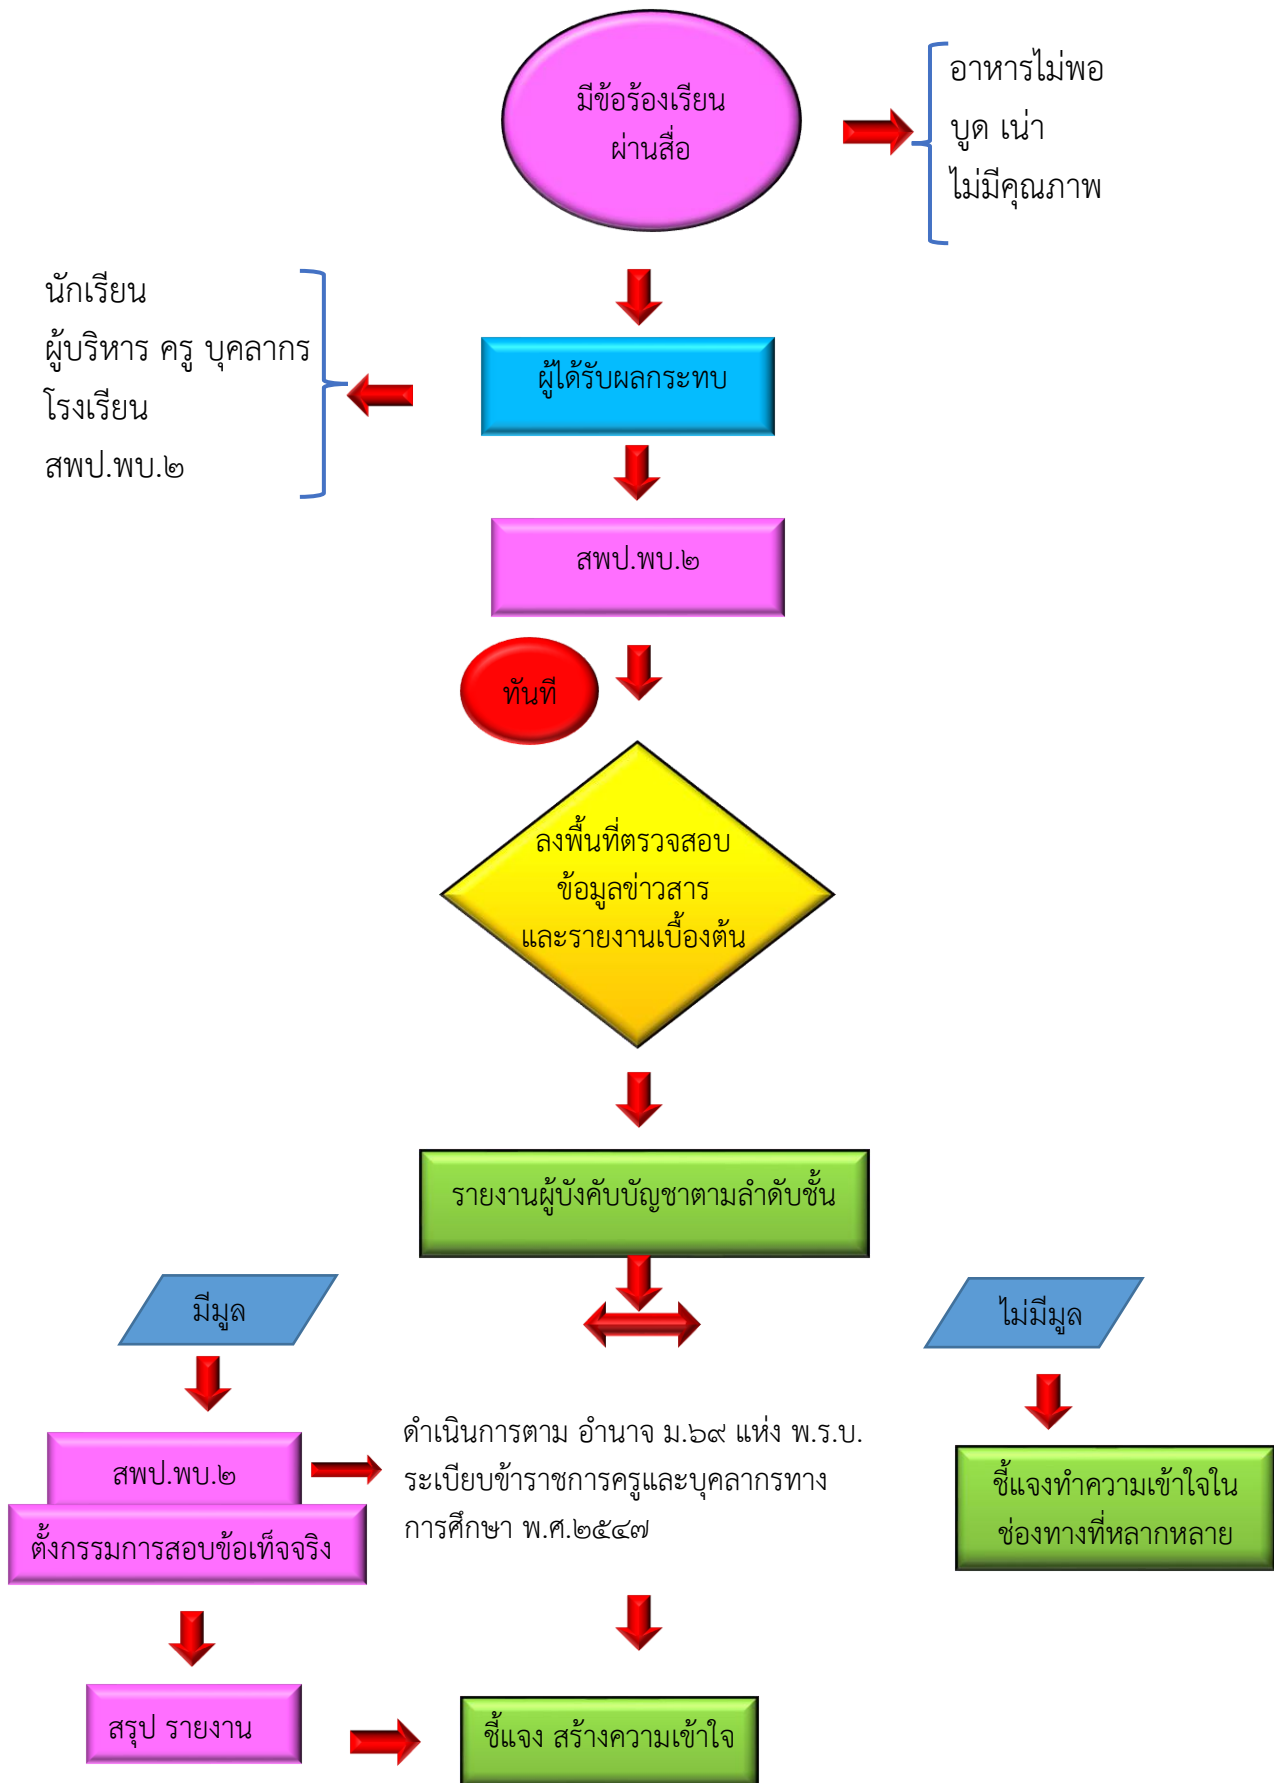 มีข้อร้องเรียน
ผ่านสื่อ
อาหารไม่พอ
บูด เน่า
ไม่มีคุณภาพ
นักเรียน
ผู้บริหาร ครู บุคลากร
โรงเรียน
สพป.พบ.๒
ผู้ได้รับผลกระทบ
สพป.พบ.๒
ทันที
ลงพื้นที่ตรวจสอบ
ข้อมูลข่าวสาร
และรายงานเบื้องต้น
รายงานผู้บังคับบัญชาตามลำดับชั้น
มีมูล
ไม่มีมูล
สพป.พบ.๒
ตั้งกรรมการสอบข้อเท็จจริง
ดำเนินการตาม อำนาจ ม.๖๙ แห่ง พ.ร.บ.
ระเบียบข้าราชการครูและบุคลากรทาง
การศึกษา พ.ศ.๒๕๔๗
ชี้แจงทำความเข้าใจใน
ช่องทางที่หลากหลาย
สรุป รายงาน
ชี้แจง สร้างความเข้าใจ